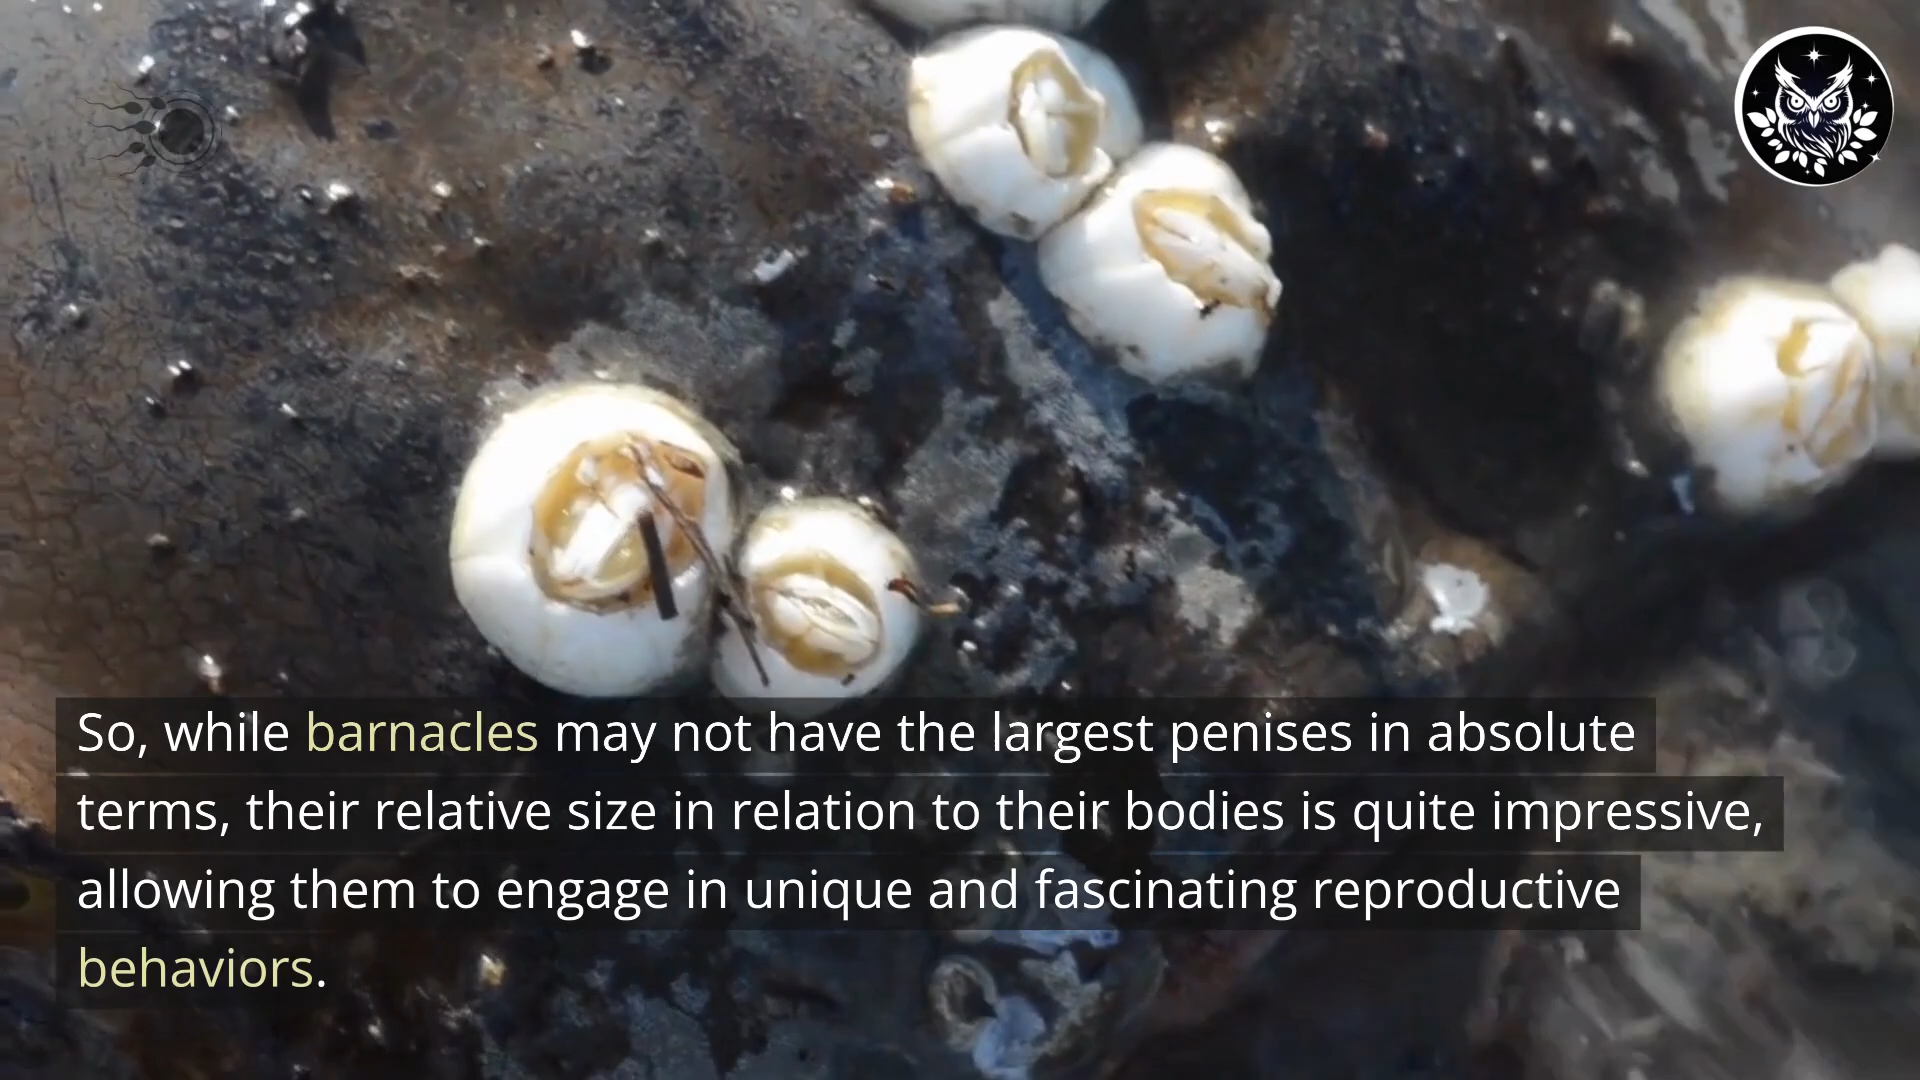 So, while barnacles may not have the largest penises in absolute
terms, their relative size in relation to their bodies is quite impressive,
allowing them to engage in unique and fascinating reproductive
behaviors.